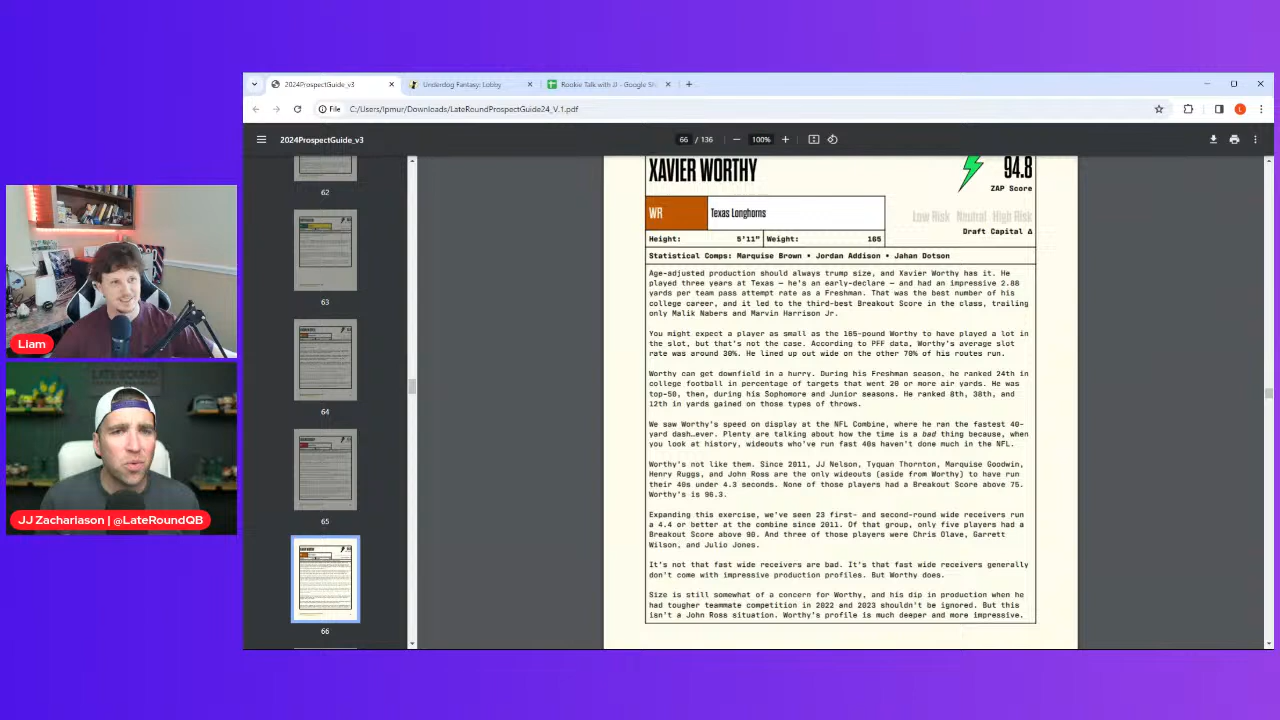 2024ProspectGuide_v3
Underdog Fantasy: Lobby
Rookie Talk with JJ - Google Sh
File
C:/Users/lpmur/Downloads/LateRoundProspectGuide24_V.1.pdf
L
2024ProspectGuide_v3
66 / 136
100%
62
63
64
65
66
XAVIER WORTHY
94.8
ZAP Score
WR
Texas Longhorns
Low Risk Neutral High Risk
Draft Capital Δ
Height: 5'11" Weight: 165
Statistical Comps: Marquise Brown • Jordan Addison • Jahan Dotson
Age-adjusted production should always trump size, and Xavier Worthy has it. He
played three years at Texas — he's an early-declare — and had an impressive 2.88
yards per team pass attempt rate as a Freshman. That was the best number of his
college career, and it led to the third-best Breakout Score in the class, trailing
only Malik Nabers and Marvin Harrison Jr.
You might expect a player as small as the 165-pound Worthy to have played a lot in
the slot, but that's not the case. According to PFF data, Worthy's average slot
rate was around 30%. He lined up out wide on the other 70% of his routes run.
Worthy can get downfield in a hurry. During his Freshman season, he ranked 24th in
college football in percentage of targets that went 20 or more air yards. He was
top-50, then, during his Sophomore and Junior seasons. He ranked 8th, 38th, and
12th in yards gained on those types of throws.
We saw Worthy's speed on display at the NFL Combine, where he ran the fastest 40-
yard dash…ever. Plenty are talking about how the time is a bad thing because, when
you look at history, wideouts who've run fast 40s haven't done much in the NFL.
Worthy's not like them. Since 2011, JJ Nelson, Tyquan Thornton, Marquise Goodwin,
Henry Ruggs, and John Ross are the only wideouts (aside from Worthy) to have run
their 40s under 4.3 seconds. None of those players had a Breakout Score above 75.
Worthy's is 96.3.
Expanding this exercise, we've seen 23 first- and second-round wide receivers run
a 4.4 or better at the combine since 2011. Of that group, only five players had a
Breakout Score above 90. And three of those players were Chris Olave, Garrett
Wilson, and Julio Jones.
It's not that fast wide receivers are bad. It's that fast wide receivers generally
don't come with impressive production profiles. But Worthy does.
Size is still somewhat of a concern for Worthy, and his dip in production when he
had tougher teammate competition in 2022 and 2023 shouldn't be ignored. But this
isn't a John Ross situation. Worthy's profile is much deeper and more impressive.
Liam
JJ Zachariason | @LateRoundQB